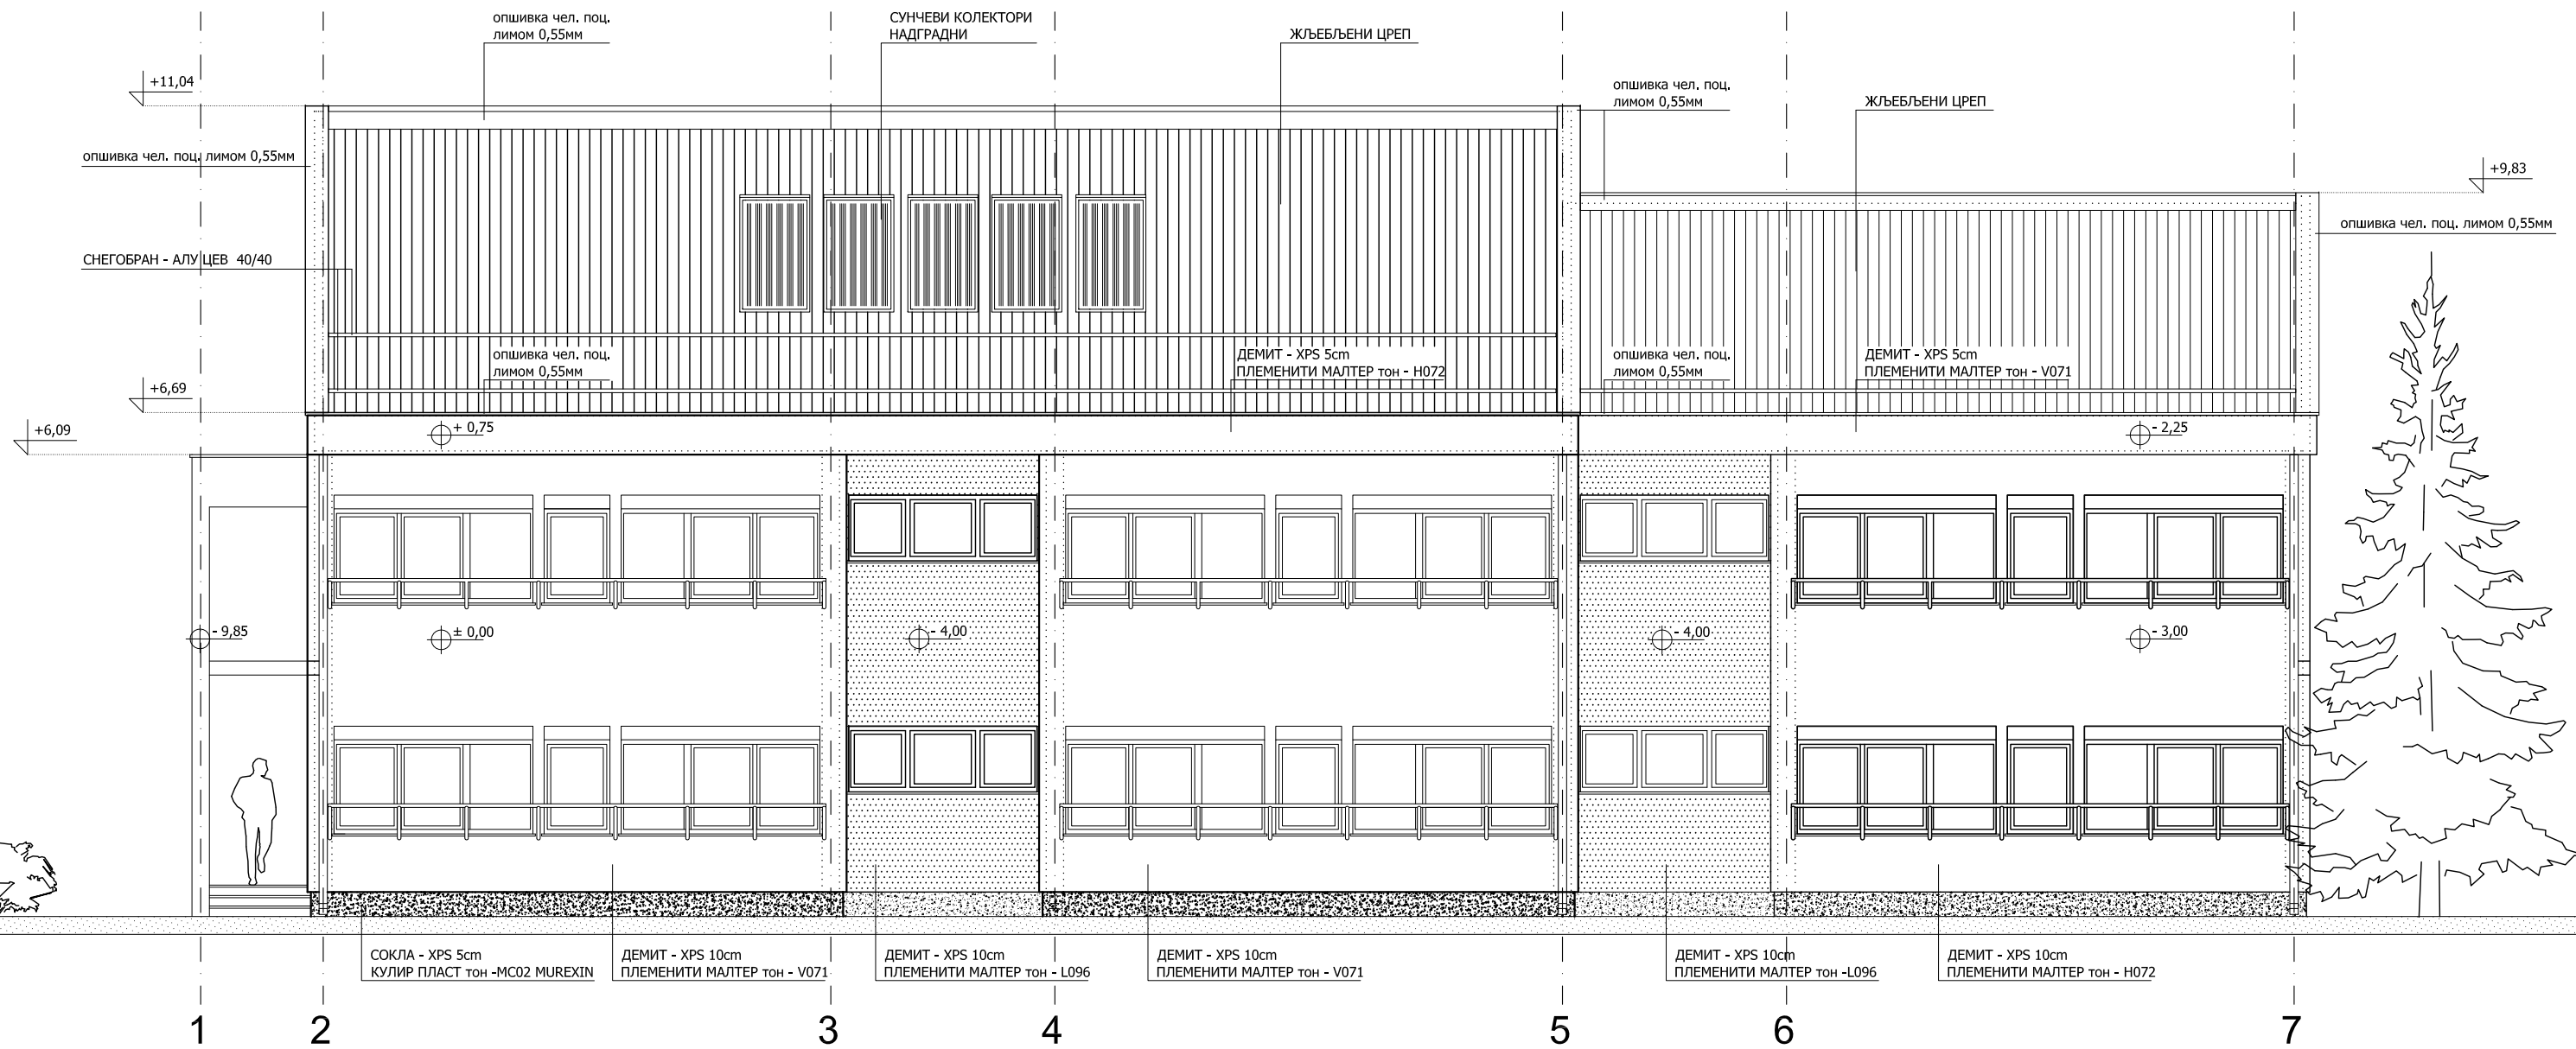 опшивка чел. поц.
лимом 0,55мм
СУНЧЕВИ КОЛЕКТОРИ
НАДГРАДНИ
ЖЉЕБЉЕНИ ЦРЕП
+11,04
опшивка чел. поц.
лимом 0,55мм
ЖЉЕБЉЕНИ ЦРЕП
опшивка чел. поц. лимом 0,55мм
+9,83
опшивка чел. поц. лимом 0,55мм
СНЕГОБРАН - АЛУ ЦЕВ 40/40
опшивка чел. поц.
лимом 0,55мм
ДЕМИТ - XPS 5cm
ПЛЕМЕНИТИ МАЛТЕР тон - H072
опшивка чел. поц.
лимом 0,55мм
ДЕМИТ - XPS 5cm
ПЛЕМЕНИТИ МАЛТЕР тон - V071
+6,69
+6,09
+ 0,75
- 2,25
- 9,85
± 0,00
- 4,00
- 4,00
- 3,00
СОКЛА - XPS 5cm
КУЛИР ПЛАСТ тон -MC02 MUREXIN
ДЕМИТ - XPS 10cm
ПЛЕМЕНИТИ МАЛТЕР тон - V071
ДЕМИТ - XPS 10cm
ПЛЕМЕНИТИ МАЛТЕР тон - L096
ДЕМИТ - XPS 10cm
ПЛЕМЕНИТИ МАЛТЕР тон - V071
ДЕМИТ - XPS 10cm
ПЛЕМЕНИТИ МАЛТЕР тон -L096
ДЕМИТ - XPS 10cm
ПЛЕМЕНИТИ МАЛТЕР тон - H072
1 2 3 4 5 6 7